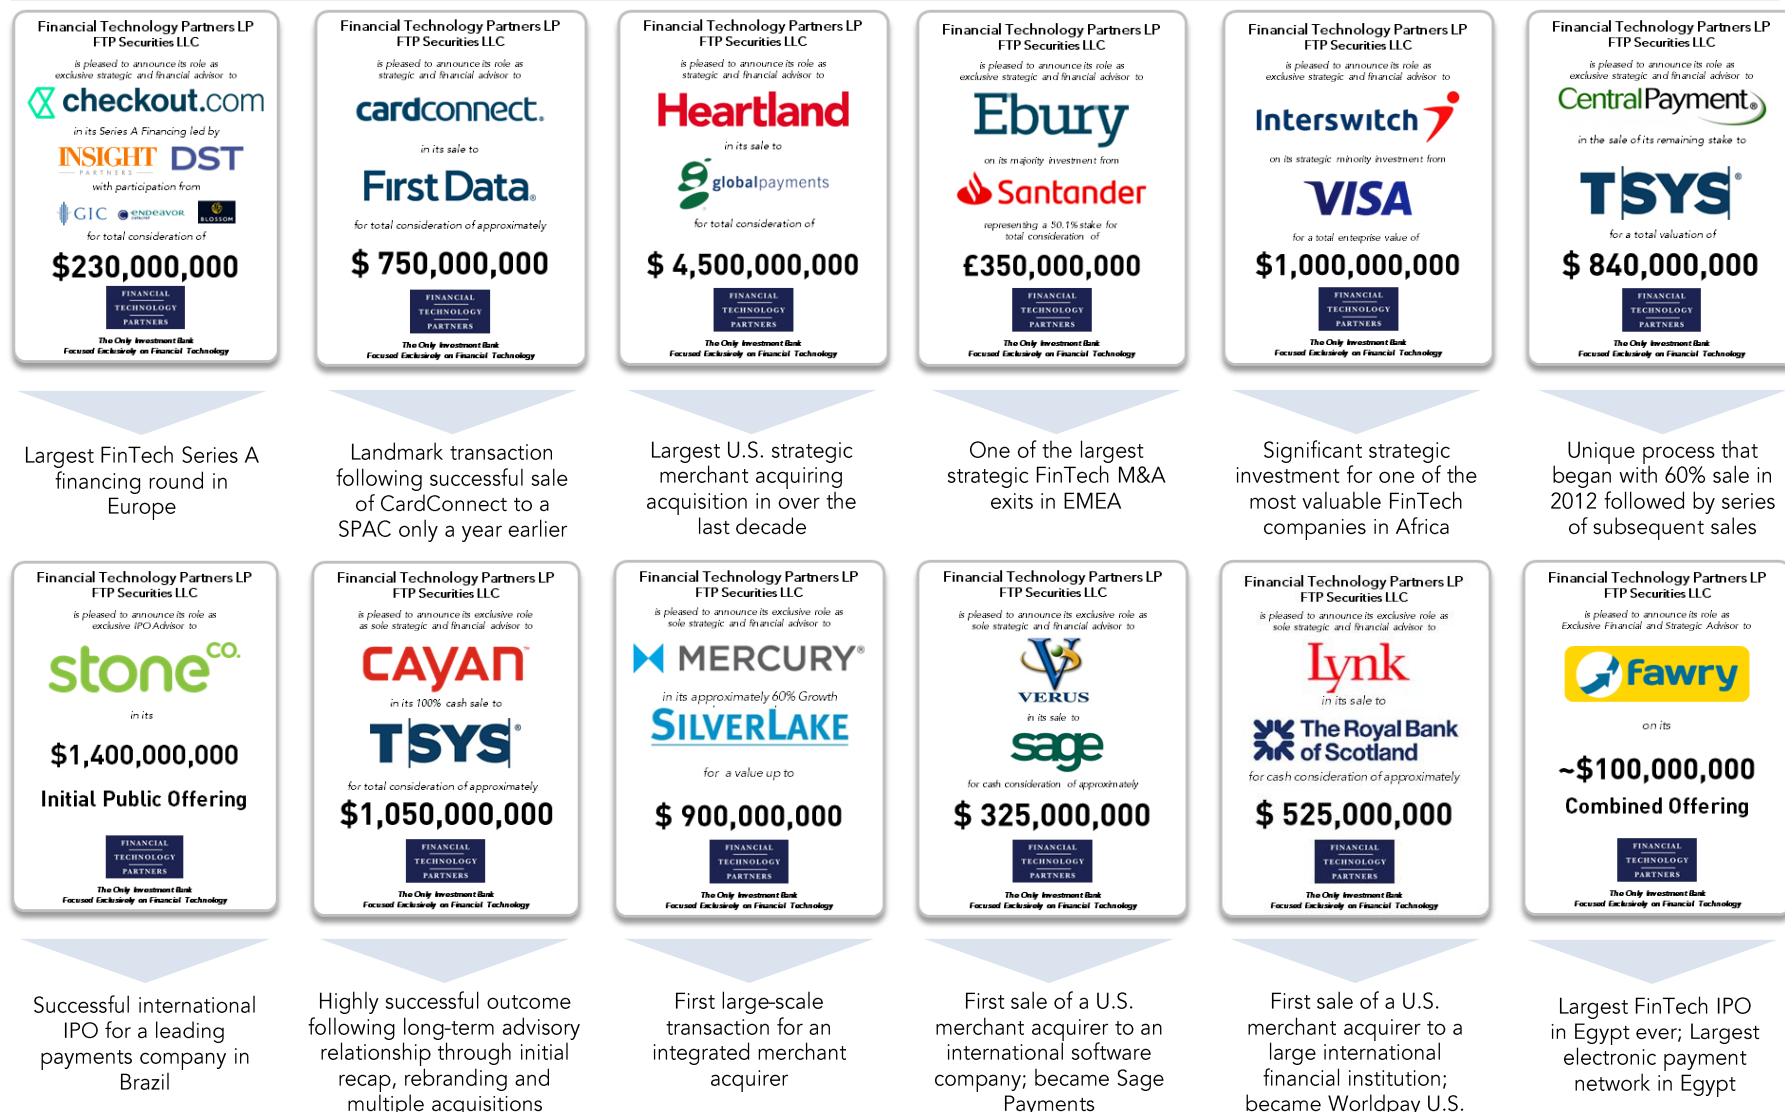 Financial Technology Partners LP
FTP Securities LLC
is pleased to announce its role as
exclusive strategic and financial advisor to
checkout.com
in its Series A Financing led by
INSIGHT
PARTNERS
DST
with participation from
GIC
endeavor
catalyst
BLOSSOM
for total consideration of
$230,000,000
FINANCIAL
TECHNOLOGY
PARTNERS
The Only Investment Bank
Focused Exclusively on Financial Technology
Largest FinTech Series A
financing round in
Europe
Financial Technology Partners LP
FTP Securities LLC
is pleased to announce its role as
strategic and financial advisor to
cardconnect.
in its sale to
First Data®
for total consideration of approximately
$ 750,000,000
FINANCIAL
TECHNOLOGY
PARTNERS
The Only Investment Bank
Focused Exclusively on Financial Technology
Landmark transaction
following successful sale
of CardConnect to a
SPAC only a year earlier
Financial Technology Partners LP
FTP Securities LLC
is pleased to announce its role as
strategic and financial advisor to
Heartland
in its sale to
globalpayments
for total consideration of
$ 4,500,000,000
FINANCIAL
TECHNOLOGY
PARTNERS
The Only Investment Bank
Focused Exclusively on Financial Technology
Largest U.S. strategic
merchant acquiring
acquisition in over the
last decade
Financial Technology Partners LP
FTP Securities LLC
is pleased to announce its role as
exclusive strategic and financial advisor to
Ebury
on its majority investment from
Santander
representing a 50.1% stake for
total consideration of
£350,000,000
FINANCIAL
TECHNOLOGY
PARTNERS
The Only Investment Bank
Focused Exclusively on Financial Technology
One of the largest
strategic FinTech M&A
exits in EMEA
Financial Technology Partners LP
FTP Securities LLC
is pleased to announce its role as
exclusive strategic and financial advisor to
Interswitch
on its strategic minority investment from
VISA
for a total enterprise value of
$1,000,000,000
FINANCIAL
TECHNOLOGY
PARTNERS
The Only Investment Bank
Focused Exclusively on Financial Technology
Significant strategic
investment for one of the
most valuable FinTech
companies in Africa
Financial Technology Partners LP
FTP Securities LLC
is pleased to announce its role as
exclusive strategic and financial advisor to
CentralPayment®
in the sale of its remaining stake to
TSYS®
for a total valuation of
$ 840,000,000
FINANCIAL
TECHNOLOGY
PARTNERS
The Only Investment Bank
Focused Exclusively on Financial Technology
Unique process that
began with 60% sale in
2012 followed by series
of subsequent sales
Financial Technology Partners LP
FTP Securities LLC
is pleased to announce its role as
exclusive IPO Advisor to
stone co.
in its
$1,400,000,000
Initial Public Offering
FINANCIAL
TECHNOLOGY
PARTNERS
The Only Investment Bank
Focused Exclusively on Financial Technology
Successful international
IPO for a leading
payments company in
Brazil
Financial Technology Partners LP
FTP Securities LLC
is pleased to announce its exclusive role
as sole strategic and financial advisor to
CAYAN™
in its 100% cash sale to
TSYS®
for total consideration of approximately
$1,050,000,000
FINANCIAL
TECHNOLOGY
PARTNERS
The Only Investment Bank
Focused Exclusively on Financial Technology
Highly successful outcome
following long-term advisory
relationship through initial
recap, rebranding and
multiple acquisitions
Financial Technology Partners LP
FTP Securities LLC
is pleased to announce its exclusive role as
sole strategic and financial advisor to
MERCURY®
in its approximately 60% Growth
SILVERLAKE
for a value up to
$ 900,000,000
FINANCIAL
TECHNOLOGY
PARTNERS
The Only Investment Bank
Focused Exclusively on Financial Technology
First large-scale
transaction for an
integrated merchant
acquirer
Financial Technology Partners LP
FTP Securities LLC
is pleased to announce its exclusive role as
sole strategic and financial advisor to
VERUS
in its sale to
sage
for cash consideration of approximately
$ 325,000,000
FINANCIAL
TECHNOLOGY
PARTNERS
The Only Investment Bank
Focused Exclusively on Financial Technology
First sale of a U.S.
merchant acquirer to an
international software
company; became Sage
Payments
Financial Technology Partners LP
FTP Securities LLC
is pleased to announce its exclusive role as
sole strategic and financial advisor to
Lynk
in its sale to
The Royal Bank
of Scotland
for cash consideration of approximately
$ 525,000,000
FINANCIAL
TECHNOLOGY
PARTNERS
The Only Investment Bank
Focused Exclusively on Financial Technology
First sale of a U.S.
merchant acquirer to a
large international
financial institution;
became Worldpay U.S.
Financial Technology Partners LP
FTP Securities LLC
is pleased to announce its role as
Exclusive Financial and Strategic Advisor to
fawry
on its
~$100,000,000
Combined Offering
FINANCIAL
TECHNOLOGY
PARTNERS
The Only Investment Bank
Focused Exclusively on Financial Technology
Largest FinTech IPO
in Egypt ever; Largest
electronic payment
network in Egypt